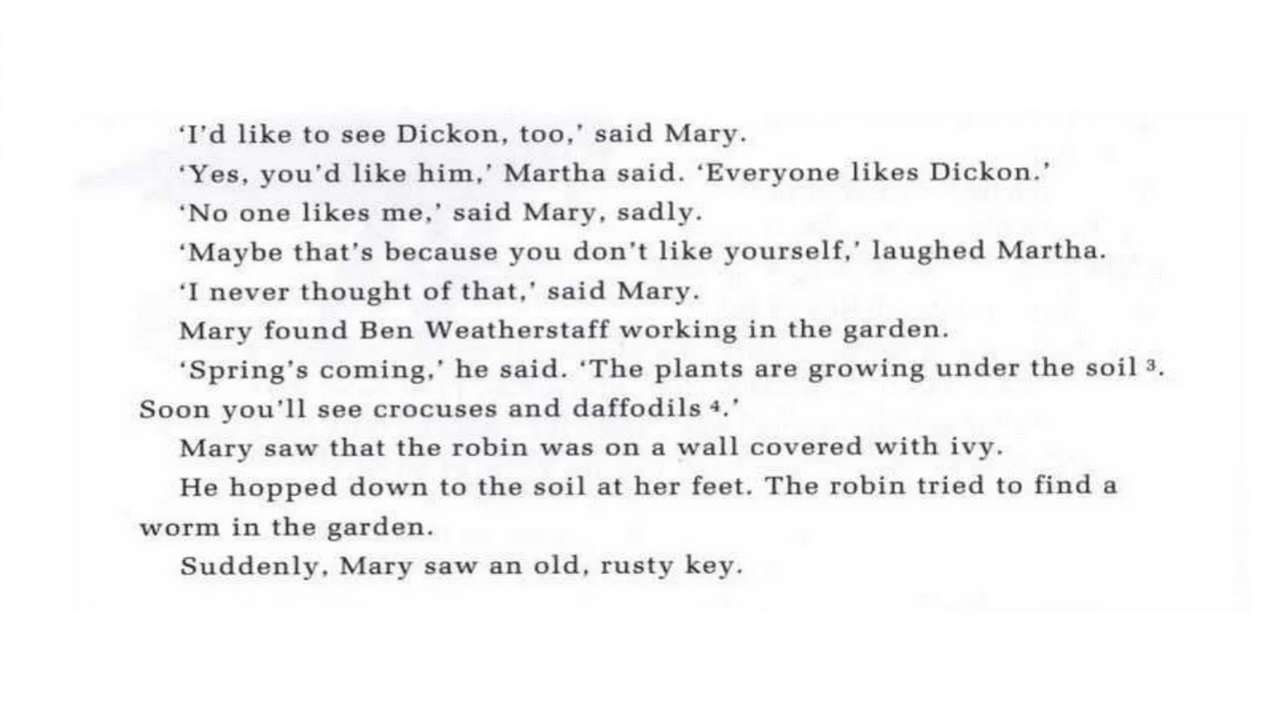 ‘I’d like to see Dickon, too,’ said Mary.
‘Yes, you’d like him,’ Martha said. ‘Everyone likes Dickon.’
‘No one likes me,’ said Mary, sadly.
‘Maybe that’s because you don’t like yourself,’ laughed Martha.
‘I never thought of that,’ said Mary.
Mary found Ben Weatherstaff working in the garden.
‘Spring’s coming,’ he said. ‘The plants are growing under the soil ³.
Soon you’ll see crocuses and daffodils ⁴.’
Mary saw that the robin was on a wall covered with ivy.
He hopped down to the soil at her feet. The robin tried to find a
worm in the garden.
Suddenly, Mary saw an old, rusty key.